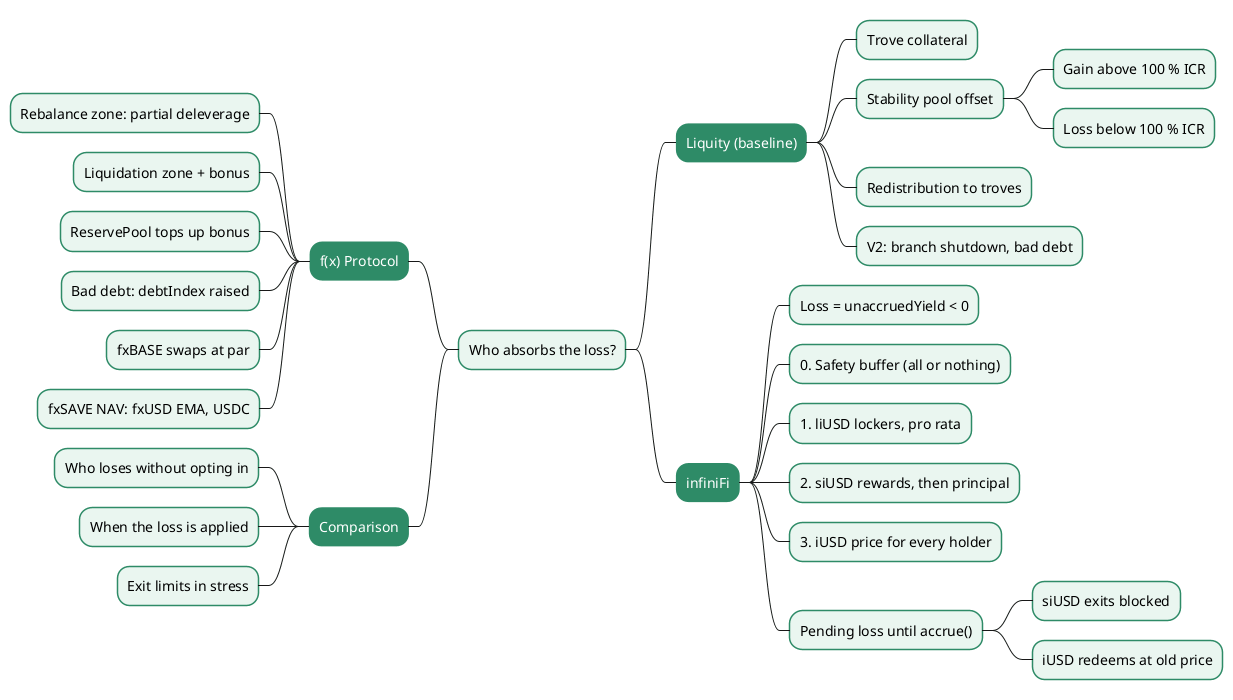 Who absorbs the loss?
Liquity (baseline)
Trove collateral
Stability pool offset
Gain above 100 % ICR
Loss below 100 % ICR
Redistribution to troves
V2: branch shutdown, bad debt
infiniFi
Loss = unaccruedYield < 0
0. Safety buffer (all or nothing)
1. liUSD lockers, pro rata
2. siUSD rewards, then principal
3. iUSD price for every holder
Pending loss until accrue()
siUSD exits blocked
iUSD redeems at old price
f(x) Protocol
Rebalance zone: partial deleverage
Liquidation zone + bonus
ReservePool tops up bonus
Bad debt: debtIndex raised
fxBASE swaps at par
fxSAVE NAV: fxUSD EMA, USDC
Comparison
Who loses without opting in
When the loss is applied
Exit limits in stress